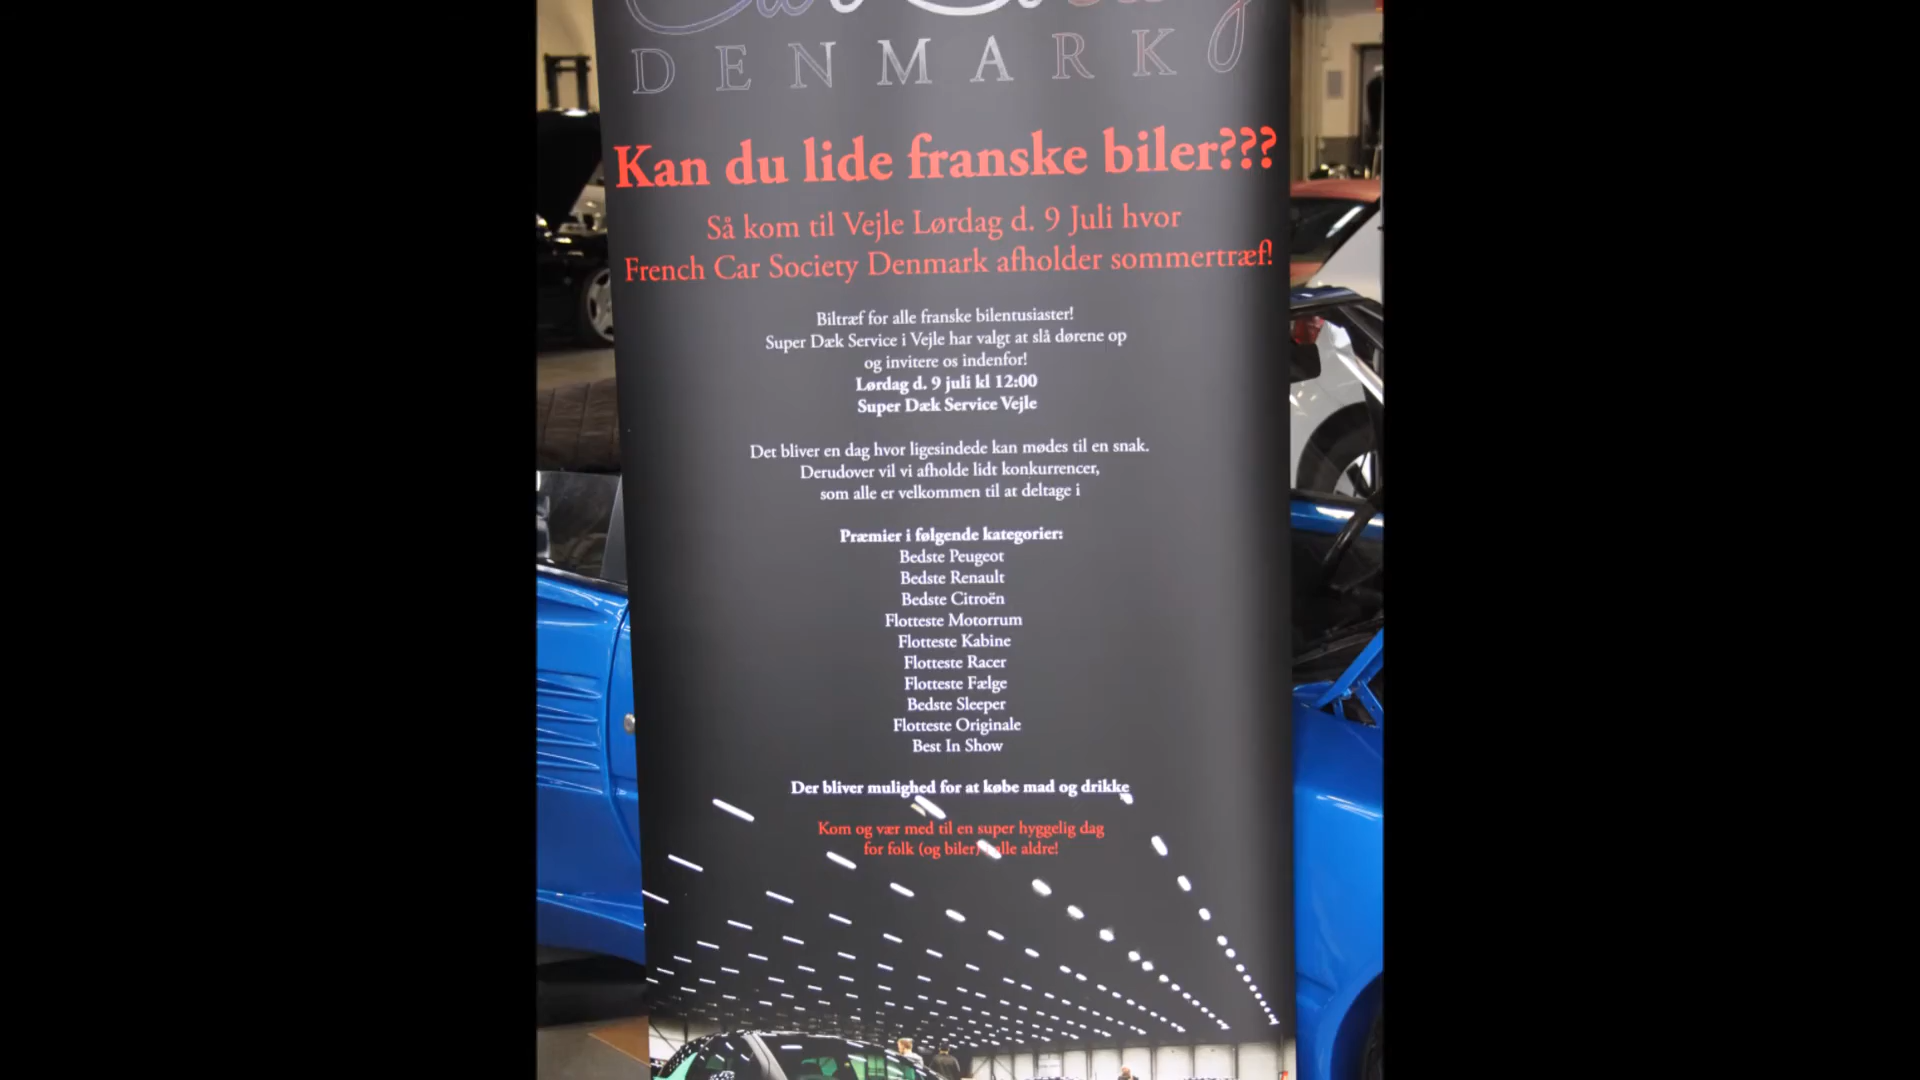 DENMARK
Kan du lide franske biler???
Så kom til Vejle Lørdag d. 9 Juli hvor
French Car Society Denmark afholder sommertræf!
Biltræf for alle franske bilentusiaster!
Super Dæk Service i Vejle har valgt at slå dørene op
og invitere os indenfor!
Lørdag d. 9 juli kl 12:00
Super Dæk Service Vejle
Det bliver en dag hvor ligesindede kan mødes til en snak.
Derudover vil vi afholde lidt konkurrencer,
som alle er velkommen til at deltage i
Præmier i følgende kategorier:
Bedste Peugeot
Bedste Renault
Bedste Citroën
Flotteste Motorrum
Flotteste Kabine
Flotteste Racer
Flotteste Fælge
Bedste Sleeper
Flotteste Originale
Best In Show
Der bliver mulighed for at købe mad og drikke
Kom og vær med til en super hyggelig dag
for folk (og biler) i alle aldre!